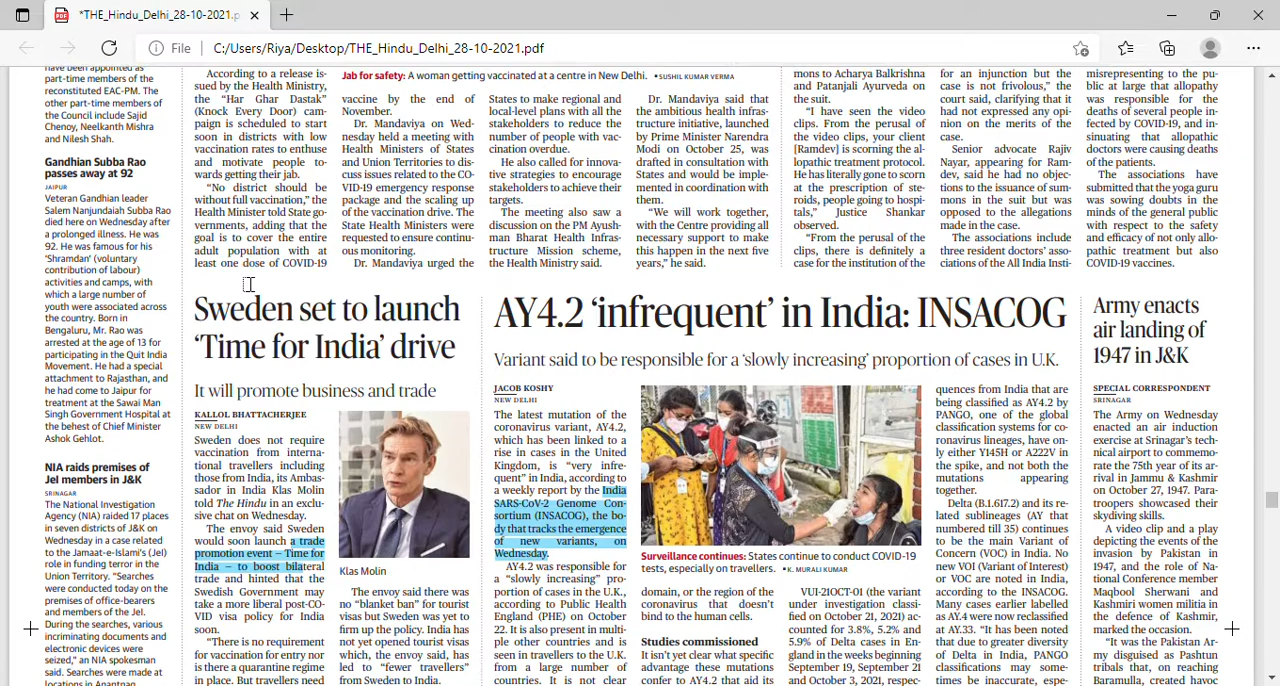 *THE_Hindu_Delhi_28-10-2021.p
File
C:/Users/Riya/Desktop/THE_Hindu_Delhi_28-10-2021.pdf
have been appointed as
part-time members of the
reconstituted EAC-PM. The
other part-time members of
the Council include Sajid
Chenoy, Neelkanth Mishra
and Nilesh Shah.
Gandhian Subba Rao
passes away at 92
JAIPUR
Veteran Gandhian leader
Salem Nanjundaiah Subba Rao
died here on Wednesday after
a prolonged illness. He was
92. He was famous for his
‘Shramdan’ (voluntary
contribution of labour)
activities and camps, with
which a large number of
youth were associated across
the country. Born in
Bengaluru, Mr. Rao was
arrested at the age of 13 for
participating in the Quit India
Movement. He had a special
attachment to Rajasthan, and
he had come to Jaipur for
treatment at the Sawai Man
Singh Government Hospital at
the behest of Chief Minister
Ashok Gehlot.
NIA raids premises of
Jel members in J&K
SRINAGAR
The National Investigation
Agency (NIA) raided 17 places
in seven districts of J&K on
Wednesday in a case related
to the Jamaat-e-Islami's (Jel)
role in funding terror in the
Union Territory. “Searches
were conducted today on the
premises of office-bearers
and members of the Jel.
During the searches, various
incriminating documents and
electronic devices were
seized,” an NIA spokesman
said. Searches were made at
locations in Anantnag
According to a release is-
sued by the Health Ministry,
the “Har Ghar Dastak”
(Knock Every Door) cam-
paign is scheduled to start
soon in districts with low
vaccination rates to enthuse
and motivate people to-
wards getting their jab.
“No district should be
without full vaccination,” the
Health Minister told State go-
vernments, adding that the
goal is to cover the entire
adult population with at
least one dose of COVID-19
Jab for safety: A woman getting vaccinated at a centre in New Delhi. •SUSHIL KUMAR VERMA
vaccine by the end of
November.
Dr. Mandaviya on Wed-
nesday held a meeting with
Health Ministers of States
and Union Territories to dis-
cuss issues related to the CO-
VID-19 emergency response
package and the scaling up
of the vaccination drive. The
State Health Ministers were
requested to ensure continu-
ous monitoring.
Dr. Mandaviya urged the
States to make regional and
local-level plans with all the
stakeholders to reduce the
number of people with vac-
cination overdue.
He also called for innova-
tive strategies to encourage
stakeholders to achieve their
targets.
The meeting also saw a
discussion on the PM Ayush-
man Bharat Health Infras-
tructure Mission scheme,
the Health Ministry said.
Dr. Mandaviya said that
the ambitious health infras-
tructure initiative, launched
by Prime Minister Narendra
Modi on October 25, was
drafted in consultation with
States and would be imple-
mented in coordination with
them.
“We will work together,
with the Centre providing all
necessary support to make
this happen in the next five
years,” he said.
mons to Acharya Balkrishna
and Patanjali Ayurveda on
the suit.
“I have seen the video
clips. From the perusal of
the video clips, your client
[Ramdev] is scorning the al-
lopathic treatment protocol.
He has literally gone to scorn
at the prescription of ste-
roids, people going to hospi-
tals,” Justice Shankar
observed.
“From the perusal of the
clips, there is definitely a
case for the institution of the
for an injunction but the
case is not frivolous,” the
court said, clarifying that it
had not expressed any opi-
nion on the merits of the
case.
Senior advocate Rajiv
Nayar, appearing for Ram-
dev, said he had no objec-
tions to the issuance of sum-
mons in the suit but was
opposed to the allegations
made in the case.
The associations include
three resident doctors’ asso-
ciations of the All India Insti-
misrepresenting to the pu-
blic at large that allopathy
was responsible for the
deaths of several people in-
fected by COVID-19, and in-
sinuating that allopathic
doctors were causing deaths
of the patients.
The associations have
submitted that the yoga guru
was sowing doubts in the
minds of the general public
with respect to the safety
and efficacy of not only allo-
pathic treatment but also
COVID-19 vaccines.
Sweden set to launch
‘Time for India’ drive
It will promote business and trade
KALLOL BHATTACHERJEE
NEW DELHI
Sweden does not require
vaccination from interna-
tional travellers including
those from India, its Ambas-
sador in India Klas Molin
told The Hindu in an exclu-
sive chat on Wednesday.
The envoy said Sweden
would soon launch a trade
promotion event – Time for
India – to boost bilateral
trade and hinted that the
Swedish Government may
take a more liberal post-CO-
VID visa policy for India
soon.
“There is no requirement
for vaccination for entry nor
is there a quarantine regime
in place. But travellers need
Klas Molin
The envoy said there was
no “blanket ban” for tourist
visas but Sweden was yet to
firm up the policy. India has
not yet opened tourist visas
which, the envoy said, has
led to “fewer travellers”
from Sweden to India.
AY4.2 ‘infrequent’ in India: INSACOG
Variant said to be responsible for a ‘slowly increasing’ proportion of cases in U.K.
JACOB KOSHY
NEW DELHI
The latest mutation of the
coronavirus variant, AY4.2,
which has been linked to a
rise in cases in the United
Kingdom, is “very infre-
quent” in India, according to
a weekly report by the India
SARS-CoV-2 Genome Con-
sortium (INSACOG), the bo-
dy that tracks the emergence
of new variants, on
Wednesday.
AY4.2 was responsible for
a “slowly increasing” pro-
portion of cases in the U.K.,
according to Public Health
England (PHE) on October
22. It is also present in multi-
ple other countries and is
seen in travellers to the U.K.
from a large number of
countries. It is not clear
Surveillance continues: States continue to conduct COVID-19
tests, especially on travellers. •K. MURALI KUMAR
domain, or the region of the
coronavirus that doesn't
bind to the human cells.
Studies commissioned
It isn't yet clear what specific
advantage these mutations
confer to AY4.2 that aid its
VUI-21OCT-01 (the variant
under investigation classi-
fied on October 21, 2021) ac-
counted for 3.8%, 5.2% and
5.9% of Delta cases in En-
gland in the weeks beginning
September 19, September 21
and October 3, 2021, respec-
quences from India that are
being classified as AY4.2 by
PANGO, one of the global
classification systems for co-
ronavirus lineages, have on-
ly either Y145H or A222V in
the spike, and not both the
mutations appearing
together.
Delta (B.1.617.2) and its re-
lated sublineages (AY that
numbered till 35) continues
to be the main Variant of
Concern (VOC) in India. No
new VOI (Variant of Interest)
or VOC are noted in India,
according to the INSACOG.
Many cases earlier labelled
as AY.4 were now reclassified
at AY.33. “It has been noted
that due to greater diversity
of Delta in India, PANGO
classifications may some-
times be inaccurate, espe-
Army enacts
air landing of
1947 in J&K
SPECIAL CORRESPONDENT
SRINAGAR
The Army on Wednesday
enacted an air induction
exercise at Srinagar's tech-
nical airport to commemo-
rate the 75th year of its ar-
rival in Jammu & Kashmir
on October 27, 1947. Para-
troopers showcased their
skydiving skills.
A video clip and a play
depicting the events of the
invasion by Pakistan in
1947, and the role of Na-
tional Conference member
Maqbool Sherwani and
Kashmiri women militia in
the defence of Kashmir,
marked the occasion.
“It was the Pakistan Ar-
my disguised as Pashtun
tribals that, on reaching
Baramulla, created havoc